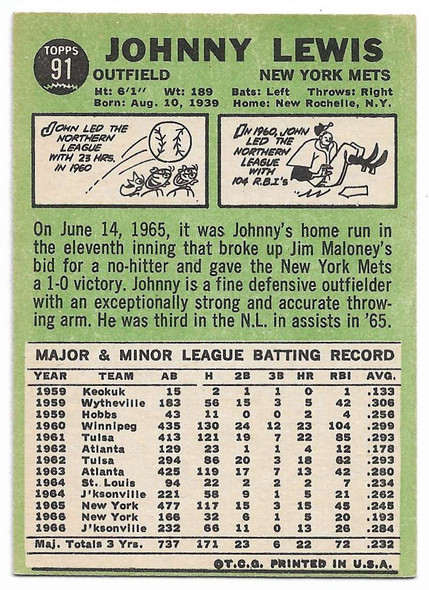 TOPPS
91
JOHNNY LEWIS
OUTFIELD NEW YORK METS
Ht: 6'1" Wt: 189 Bats: Left Throws: Right
Born: Aug. 10, 1939 Home: New Rochelle, N.Y.
JOHN LED THE
NORTHERN
LEAGUE
WITH 23 HRS.
IN 1960
IN 1960, JOHN
LED THE
NORTHERN
LEAGUE
WITH
104 R.B.I's
On June 14, 1965, it was Johnny's home run in
the eleventh inning that broke up Jim Maloney's
bid for a no-hitter and gave the New York Mets
a 1-0 victory. Johnny is a fine defensive outfielder
with an exceptionally strong and accurate throw-
ing arm. He was third in the N.L. in assists in '65.
MAJOR & MINOR LEAGUE BATTING RECORD
YEAR TEAM AB H 2B 3B HR RBI AVG.
1959 Keokuk 15 2 1 1 0 1 .133
1959 Wytheville 183 56 15 3 5 42 .306
1959 Hobbs 43 11 0 0 2 4 .256
1960 Winnipeg 435 130 24 12 23 104 .299
1961 Tulsa 413 121 19 7 22 85 .293
1962 Atlanta 129 23 1 3 4 12 .178
1962 Tulsa 294 86 20 3 18 62 .293
1963 Atlanta 425 119 17 7 13 42 .280
1964 St. Louis 94 22 2 2 2 7 .234
1964 J'ksonville 221 58 9 1 5 21 .262
1965 New York 477 117 15 3 15 45 .245
1966 New York 166 32 6 1 5 20 .193
1966 J'ksonville 232 66 11 0 13 26 .284
Maj. Totals 3 Yrs. 737 171 23 6 22 72 .232
©T.C.G. PRINTED IN U.S.A.